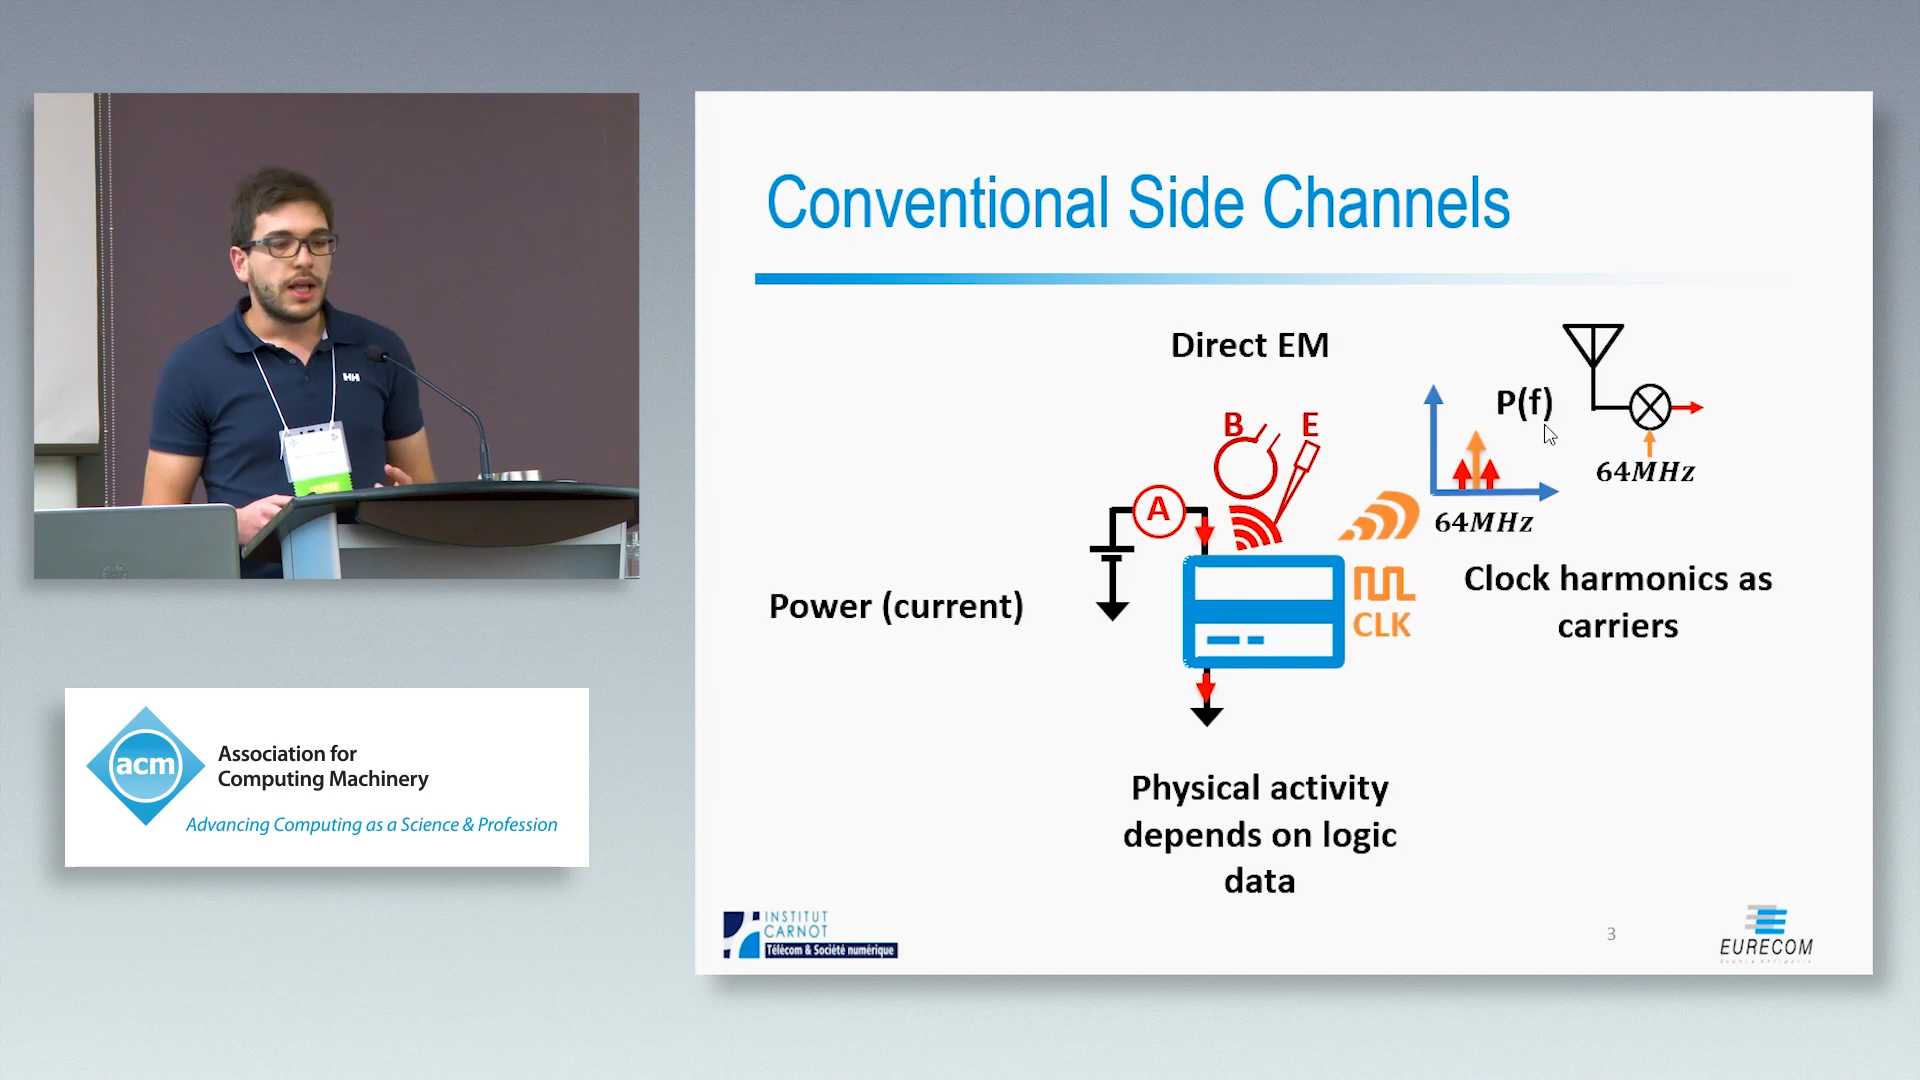 Conventional Side Channels
Direct EM
P(f)
B
E
64MHz
A
64MHz
Power (current)
CLK
Clock harmonics as
carriers
Physical activity
depends on logic
data
INSTITUT
CARNOT
Télécom & Société numérique
3
EURECOM
HH
acm
Association for
Computing Machinery
Advancing Computing as a Science & Profession